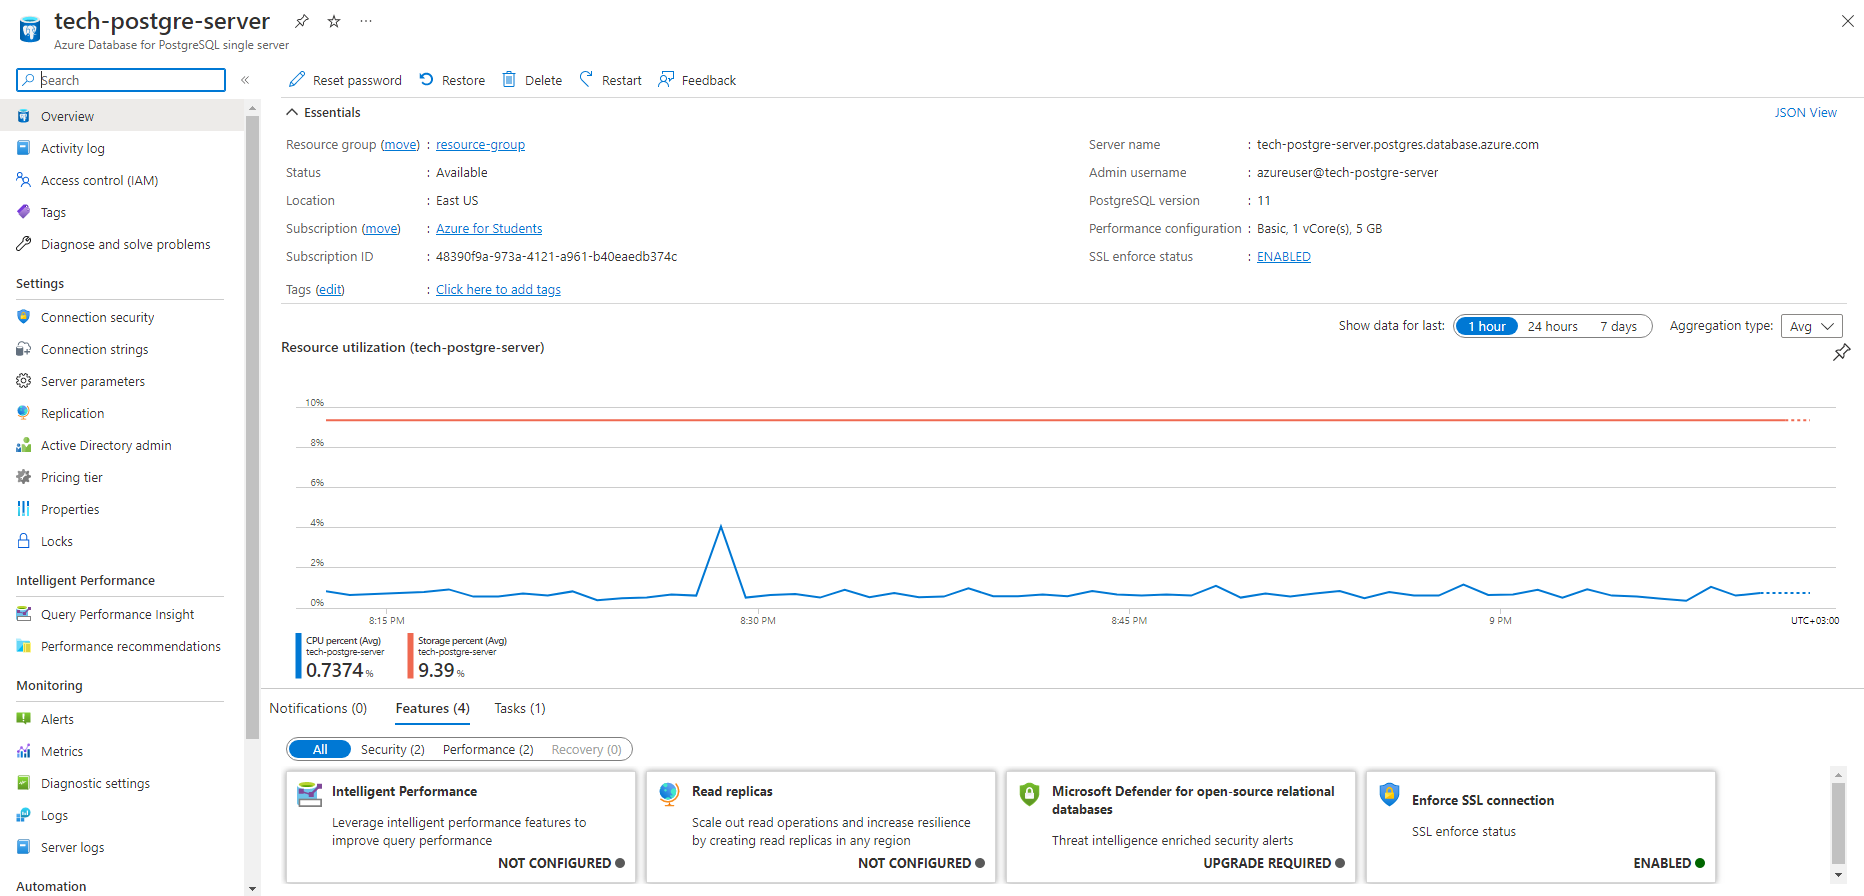 tech-postgre-server
Azure Database for PostgreSQL single server
Search
Overview
Activity log
Access control (IAM)
Tags
Diagnose and solve problems
Settings
Connection security
Connection strings
Server parameters
Replication
Active Directory admin
Pricing tier
Properties
Locks
Intelligent Performance
Query Performance Insight
Performance recommendations
Monitoring
Alerts
Metrics
Diagnostic settings
Logs
Server logs
Automation
Reset password Restore Delete Restart Feedback
Essentials
JSON View
Resource group (move) : resource-group
Status : Available
Location : East US
Subscription (move) : Azure for Students
Subscription ID : 48390f9a-973a-4121-a961-b40eaedb374c
Tags (edit) : Click here to add tags
Server name : tech-postgre-server.postgres.database.azure.com
Admin username : azureuser@tech-postgre-server
PostgreSQL version : 11
Performance configuration : Basic, 1 vCore(s), 5 GB
SSL enforce status : ENABLED
Show data for last: 1 hour 24 hours 7 days Aggregation type: Avg
Resource utilization (tech-postgre-server)
10%
8%
6%
4%
2%
0%
8:15 PM 8:30 PM 8:45 PM 9 PM UTC+03:00
CPU percent (Avg)
tech-postgre-server
0.7374 %
Storage percent (Avg)
tech-postgre-server
9.39 %
Notifications (0) Features (4) Tasks (1)
All Security (2) Performance (2) Recovery (0)
Intelligent Performance
Leverage intelligent performance features to
improve query performance
NOT CONFIGURED
Read replicas
Scale out read operations and increase resilience
by creating read replicas in any region
NOT CONFIGURED
Microsoft Defender for open-source relational
databases
Threat intelligence enriched security alerts
UPGRADE REQUIRED
Enforce SSL connection
SSL enforce status
ENABLED